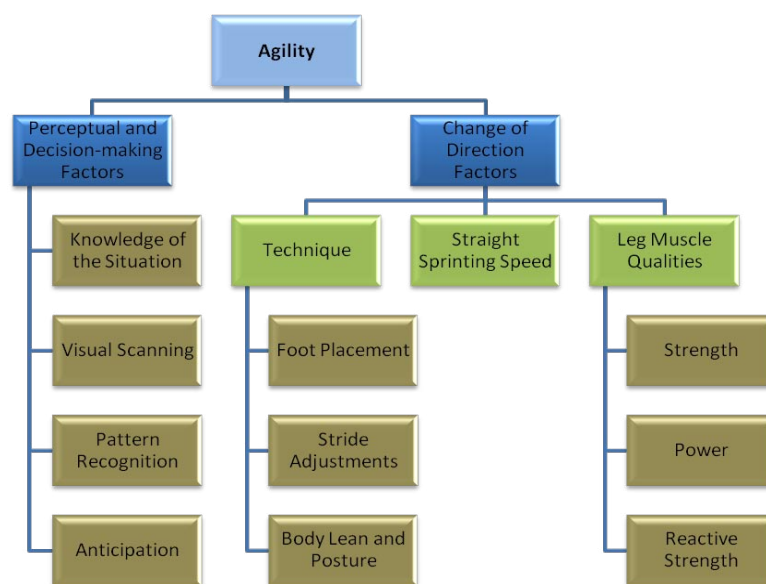 Agility
Perceptual and
Decision-making
Factors
Change of
Direction
Factors
Knowledge of
the Situation
Technique
Straight
Sprinting Speed
Leg Muscle
Qualities
Visual Scanning
Foot Placement
Strength
Pattern
Recognition
Stride
Adjustments
Power
Anticipation
Body Lean and
Posture
Reactive
Strength